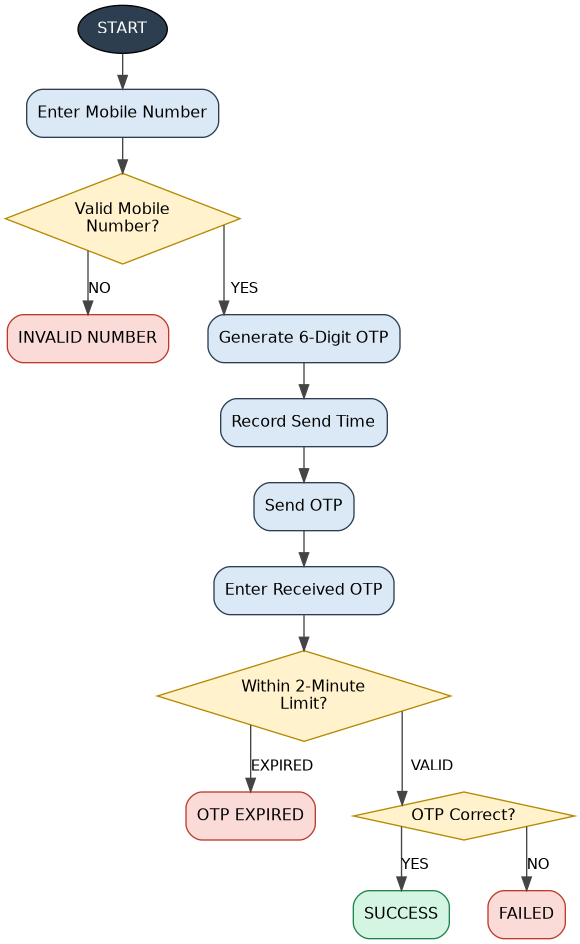 START
Enter Mobile Number
Valid Mobile
Number?
NO
YES
INVALID NUMBER
Generate 6-Digit OTP
Record Send Time
Send OTP
Enter Received OTP
Within 2-Minute
Limit?
EXPIRED
VALID
OTP EXPIRED
OTP Correct?
YES
NO
SUCCESS
FAILED